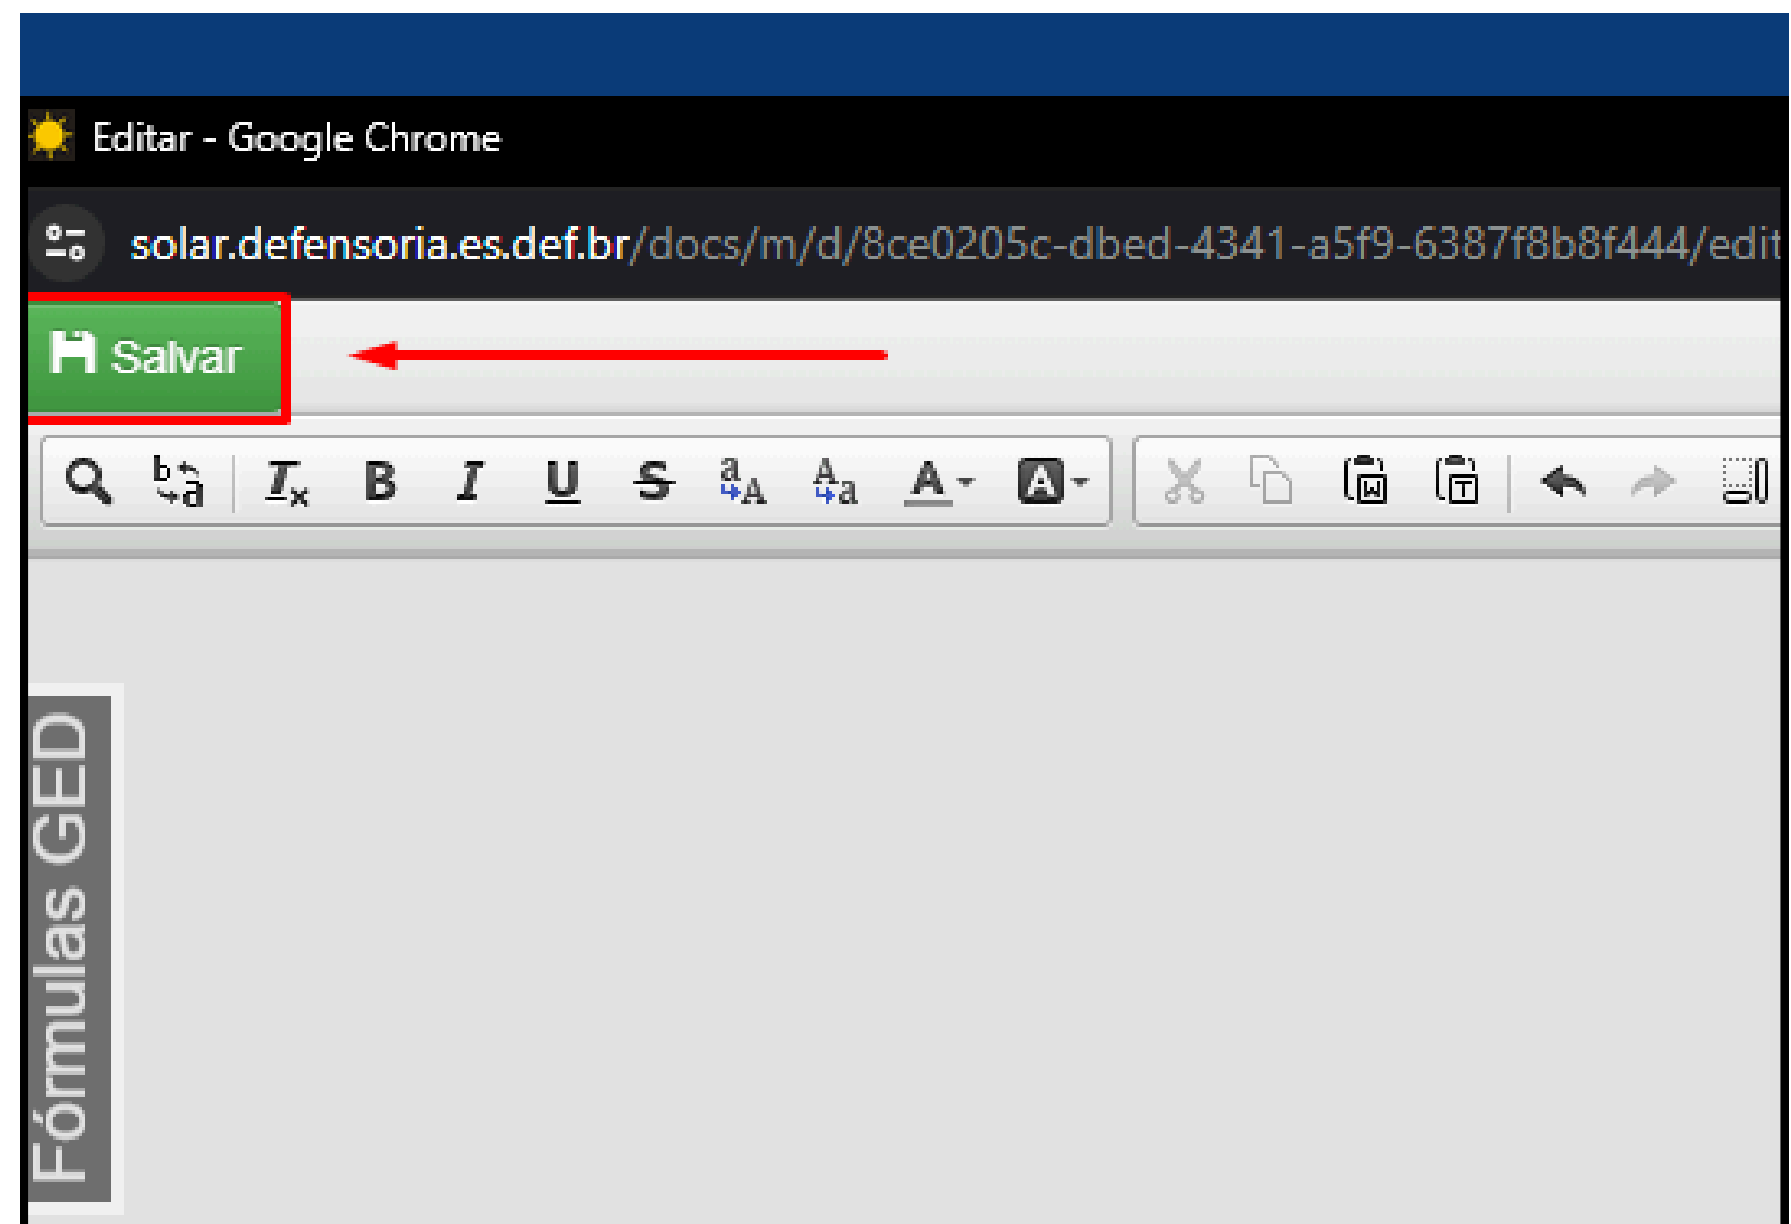 Editar - Google Chrome
solar.defensoria.es.def.br/docs/m/d/8ce0205c-dbed-4341-a5f9-6387f8b8f444/edit
Salvar
Fórmulas GED